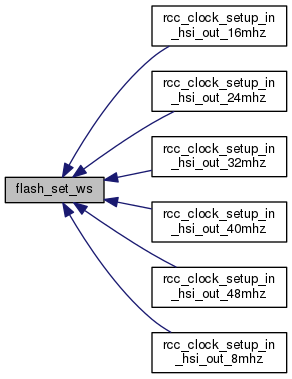 rcc_clock_setup_in
_hsi_out_16mhz
rcc_clock_setup_in
_hsi_out_24mhz
rcc_clock_setup_in
_hsi_out_32mhz
flash_set_ws
rcc_clock_setup_in
_hsi_out_40mhz
rcc_clock_setup_in
_hsi_out_48mhz
rcc_clock_setup_in
_hsi_out_8mhz